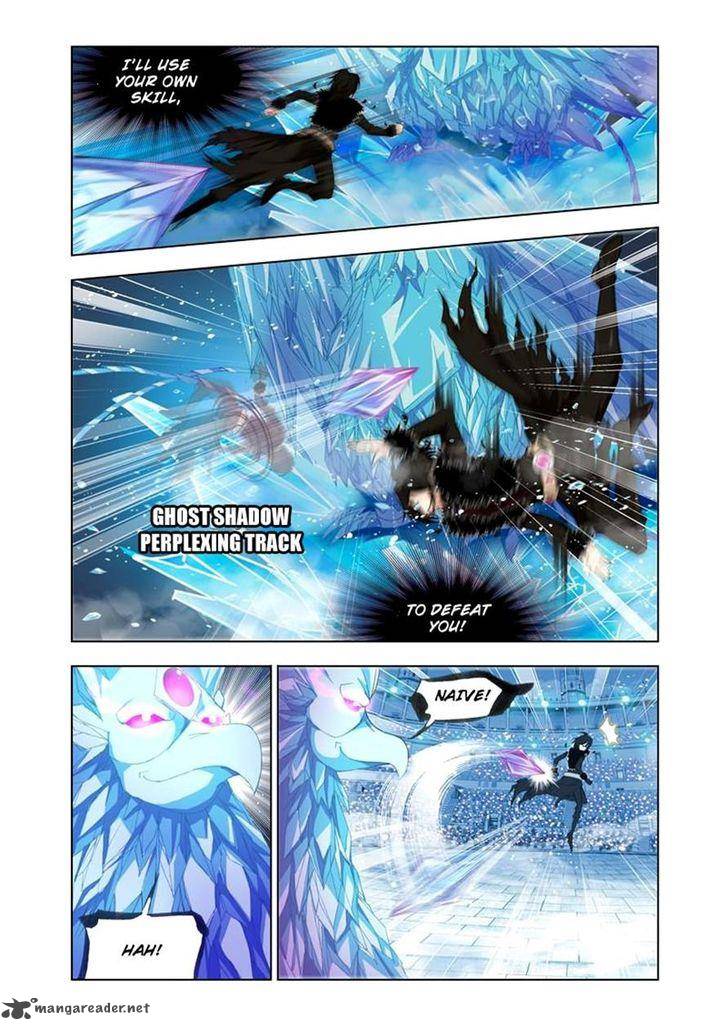 I'LL USE
YOUR OWN
SKILL,
GHOST SHADOW
PERPLEXING TRACK
TO DEFEAT
YOU!
HAH!
NAIVE!
mangareader.net